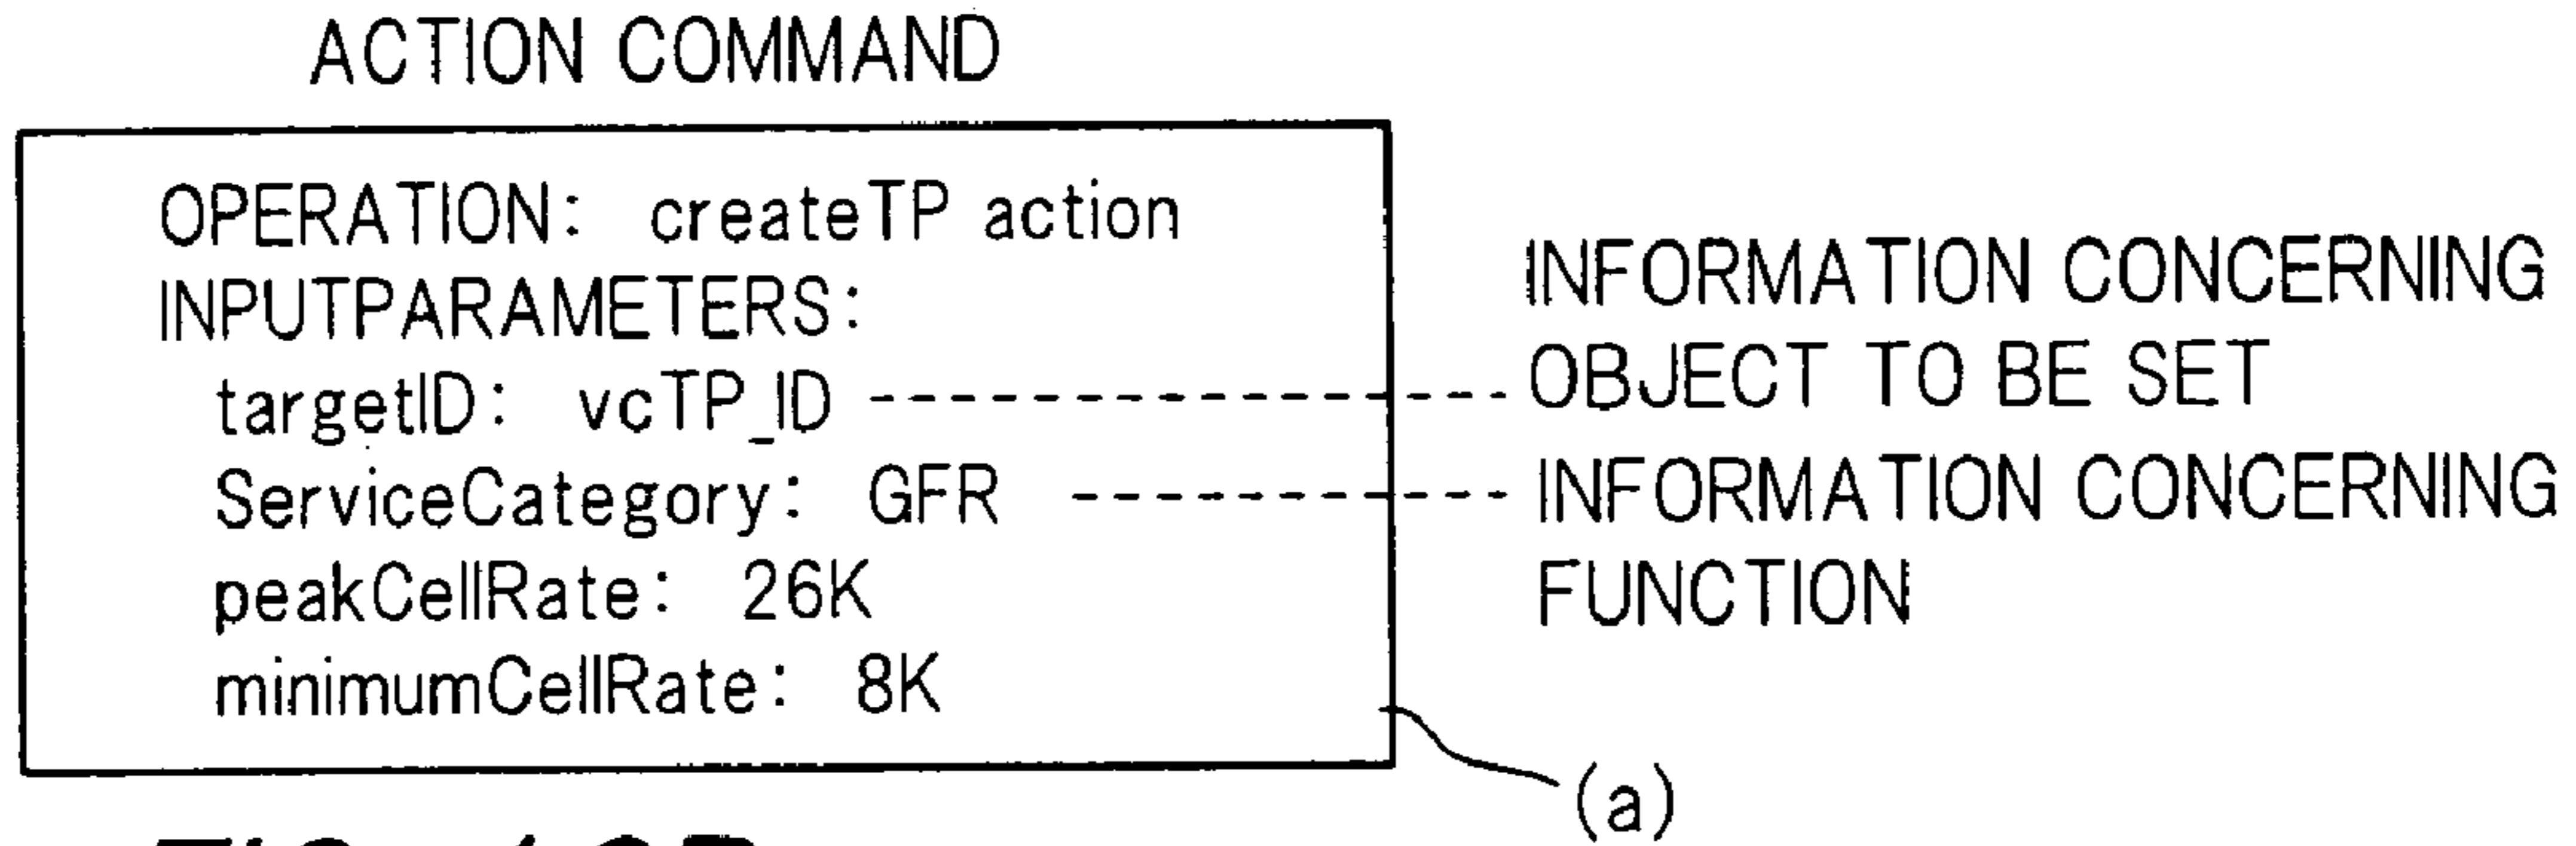 ACTION COMMAND
OPERATION: createTP action
INPUTPARAMETERS:
targetID: vcTP_ID
ServiceCategory: GFR
peakCellRate: 26K
minimumCellRate: 8K
INFORMATION CONCERNING
OBJECT TO BE SET
INFORMATION CONCERNING
FUNCTION
(a)